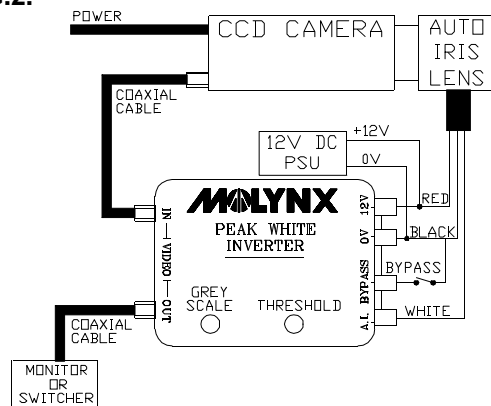 POWER
CCD CAMERA
AUTO
IRIS
LENS
COAXIAL
CABLE
12V DC
PSU
+12V
0V
MOLYNX
PEAK WHITE
INVERTER
IN — VIDEO — OUT
12V
0V
BYPASS
A.I.
RED
BLACK
BYPASS
WHITE
GREY
SCALE
THRESHOLD
COAXIAL
CABLE
MONITOR
OR
SWITCHER